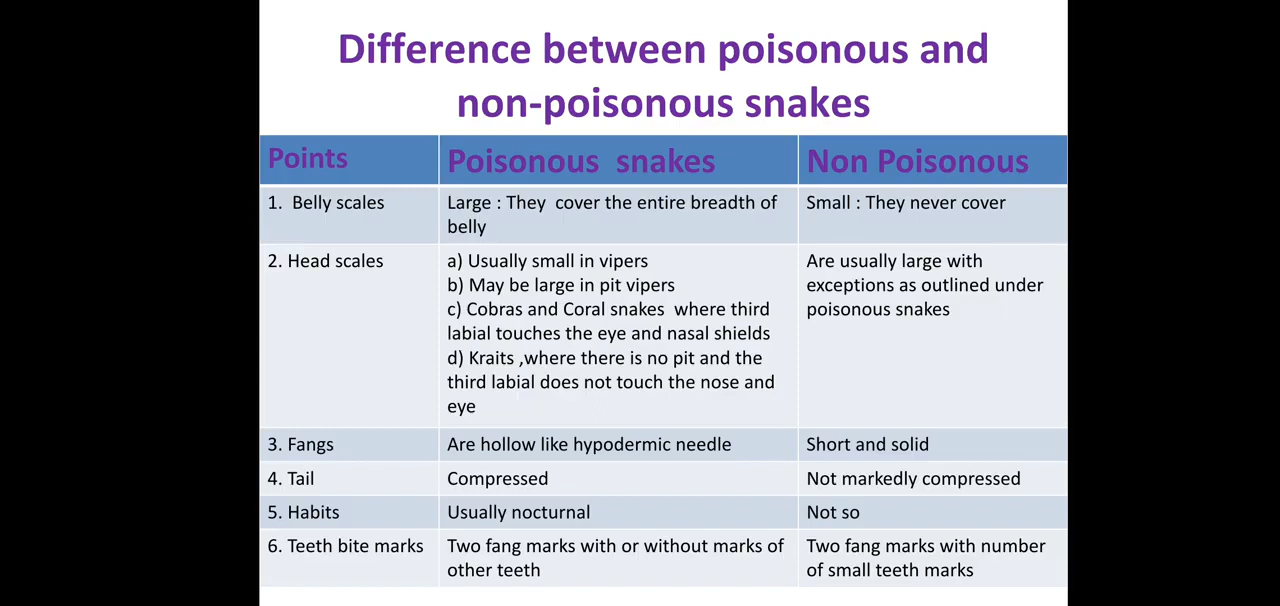 Difference between poisonous and
non-poisonous snakes
Points
Poisonous snakes
Non Poisonous
1. Belly scales
Large : They cover the entire breadth of
belly
Small : They never cover
2. Head scales
a) Usually small in vipers
b) May be large in pit vipers
c) Cobras and Coral snakes where third
labial touches the eye and nasal shields
d) Kraits ,where there is no pit and the
third labial does not touch the nose and
eye
Are usually large with
exceptions as outlined under
poisonous snakes
3. Fangs
Are hollow like hypodermic needle
Short and solid
4. Tail
Compressed
Not markedly compressed
5. Habits
Usually nocturnal
Not so
6. Teeth bite marks
Two fang marks with or without marks of
other teeth
Two fang marks with number
of small teeth marks